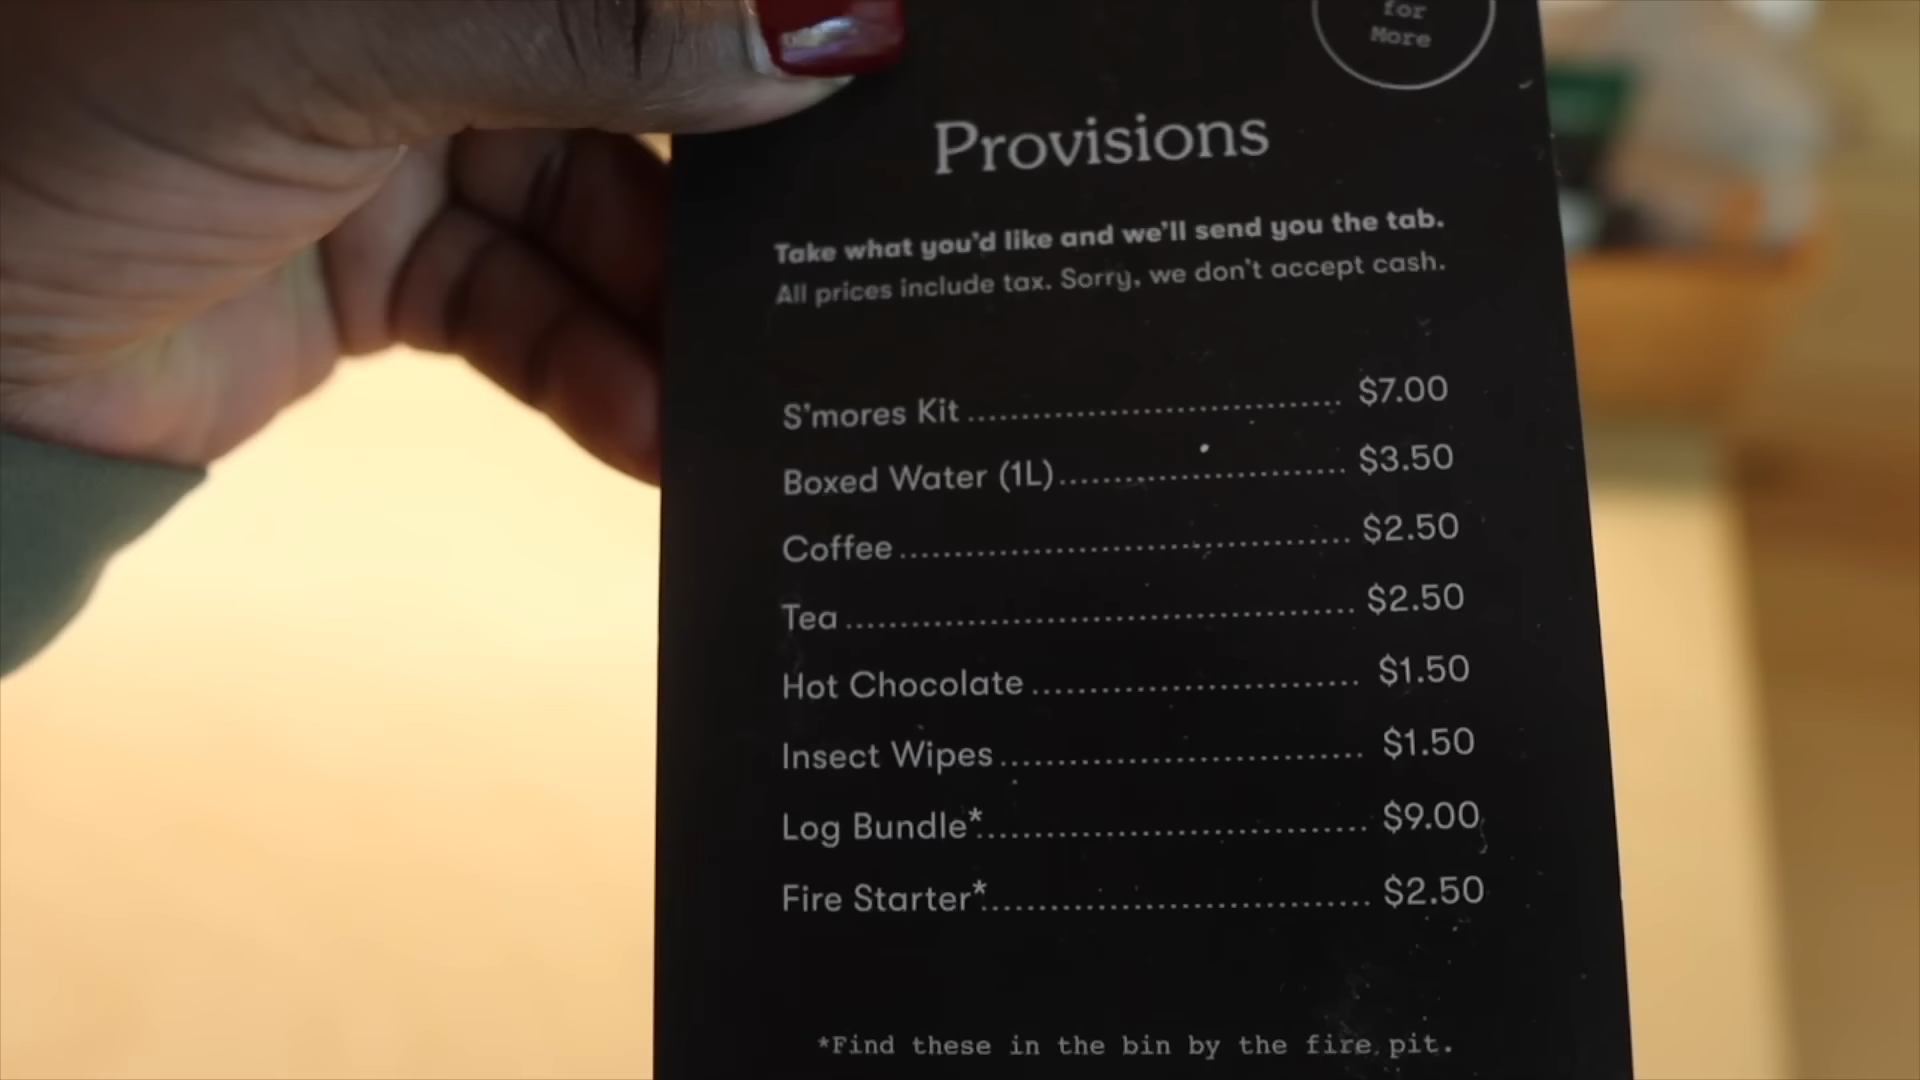 for
More
Provisions
Take what you'd like and we'll send you the tab.
All prices include tax. Sorry, we don't accept cash.
S'mores Kit ........................................ $7.00
Boxed Water (1L) ........................................ $3.50
Coffee ........................................ $2.50
Tea ........................................ $2.50
Hot Chocolate ........................................ $1.50
Insect Wipes ........................................ $1.50
Log Bundle* ........................................ $9.00
Fire Starter* ........................................ $2.50
*Find these in the bin by the fire pit.